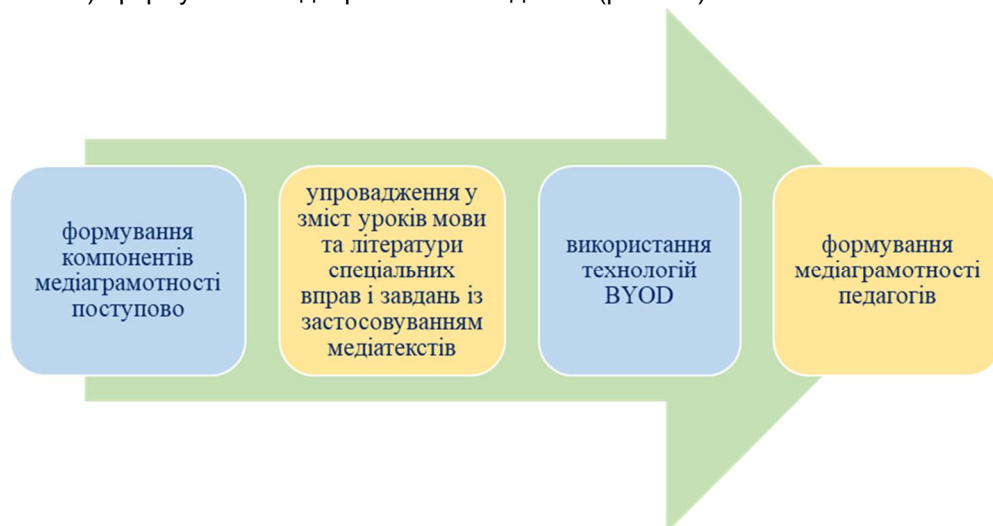 формування
компонентів
медіаграмотності
поступово
упровадження у
зміст уроків мови
та літератури
спеціальних
вправ і завдань із
застосовуванням
медіатекстів
використання
технологій
BYOD
формування
медіаграмотності
педагогів